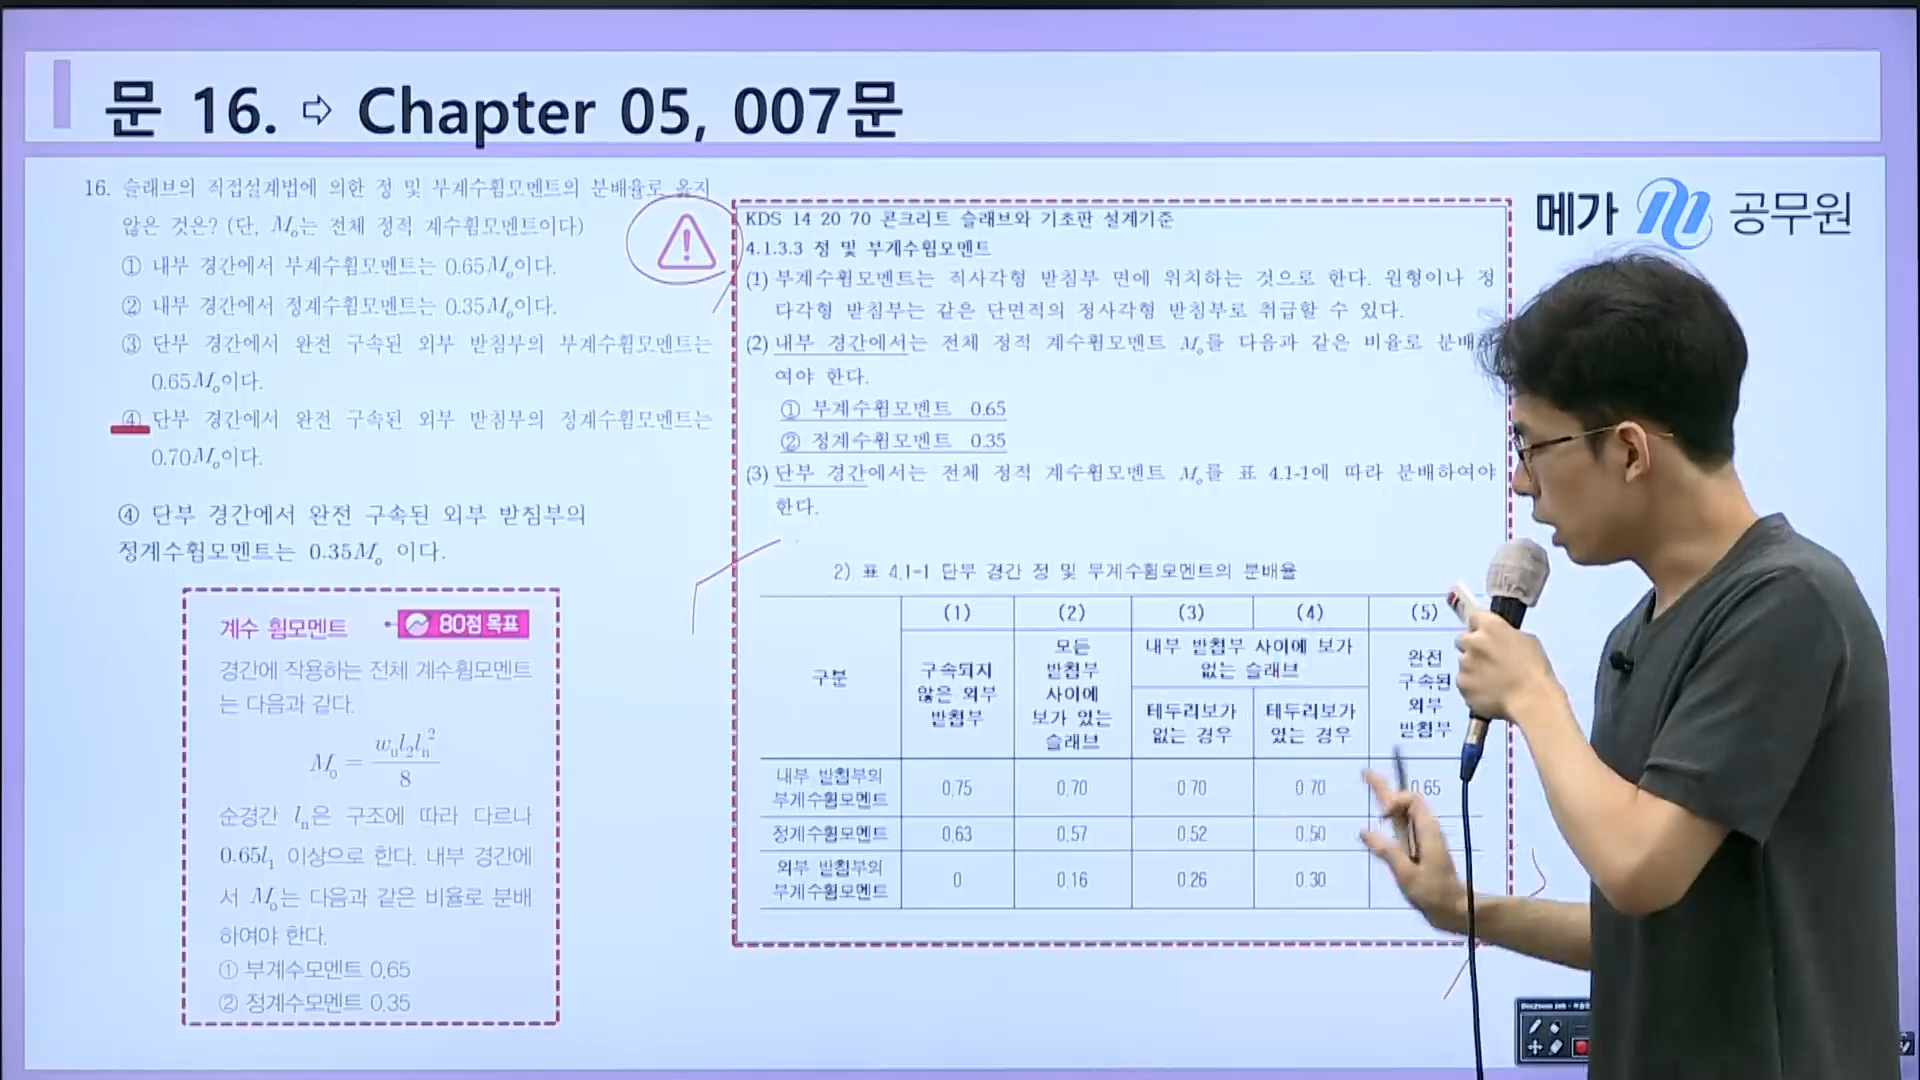 문 16. ⇨ Chapter 05, 007문
메가 공무원
16. 슬래브의 직접설계법에 의한 정 및 부계수휨모멘트의 분배율로 옳지
않은 것은? (단, Mo는 전체 정적 계수휨모멘트이다)
① 내부 경간에서 부계수휨모멘트는 0.65Mo이다.
② 내부 경간에서 정계수휨모멘트는 0.35Mo이다.
③ 단부 경간에서 완전 구속된 외부 받침부의 부계수휨모멘트는
0.65Mo이다.
④ 단부 경간에서 완전 구속된 외부 받침부의 정계수휨모멘트는
0.70Mo이다.
④ 단부 경간에서 완전 구속된 외부 받침부의
정계수휨모멘트는 0.35Mo 이다.
계수 휨모멘트
80점 목표
경간에 작용하는 전체 계수휨모멘트
는 다음과 같다.
Mo = wul2ln² / 8
순경간 ln은 구조에 따라 다르나
0.65l1 이상으로 한다. 내부 경간에
서 Mo는 다음과 같은 비율로 분배
하여야 한다.
① 부계수모멘트 0.65
② 정계수모멘트 0.35
KDS 14 20 70 콘크리트 슬래브와 기초판 설계기준
4.1.3.3 정 및 부계수휨모멘트
(1) 부계수휨모멘트는 직사각형 받침부 면에 위치하는 것으로 한다. 원형이나 정
다각형 받침부는 같은 단면적의 정사각형 받침부로 취급할 수 있다.
(2) 내부 경간에서는 전체 정적 계수휨모멘트 Mo를 다음과 같은 비율로 분배하
여야 한다.
① 부계수휨모멘트 0.65
② 정계수휨모멘트 0.35
(3) 단부 경간에서는 전체 정적 계수휨모멘트 Mo를 표 4.1-1에 따라 분배하여야
한다.
2) 표 4.1-1 단부 경간 정 및 부계수휨모멘트의 분배율
(1) (2) (3) (4) (5)
구분
구속되지
않은 외부
받침부
모든
받침부
사이에
보가 있는
슬래브
내부 받침부 사이에 보가
없는 슬래브
테두리보가
없는 경우
테두리보가
있는 경우
완전
구속된
외부
받침부
내부 받침부의
부계수휨모멘트
0.75 0.70 0.70 0.70 0.65
정계수휨모멘트 0.63 0.57 0.52 0.50
외부 받침부의
부계수휨모멘트
0 0.16 0.26 0.30